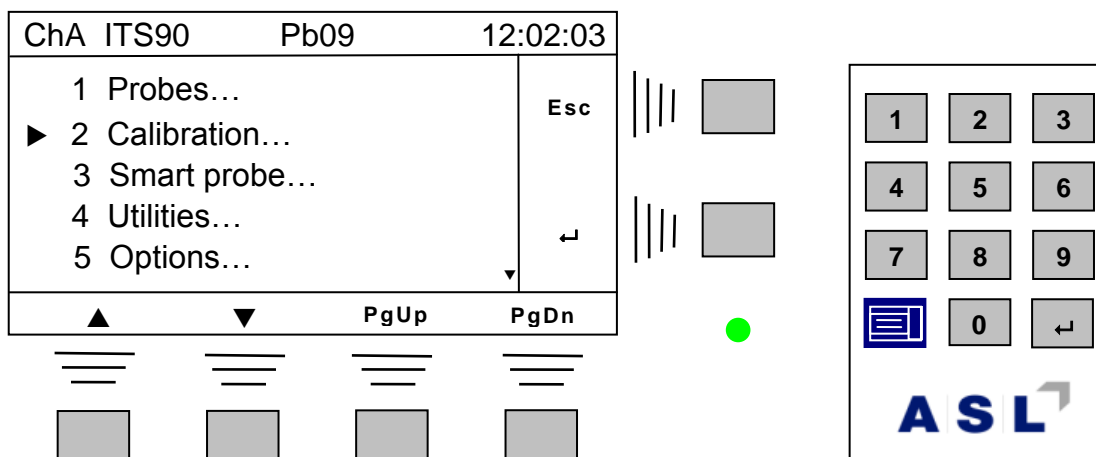 ChA ITS90 Pb09 12:02:03
1 Probes…
▶ 2 Calibration…
3 Smart probe…
4 Utilities…
5 Options…
Esc
↵
▲ ▼ PgUp PgDn
1 2 3
4 5 6
7 8 9
0 ↵
ASL